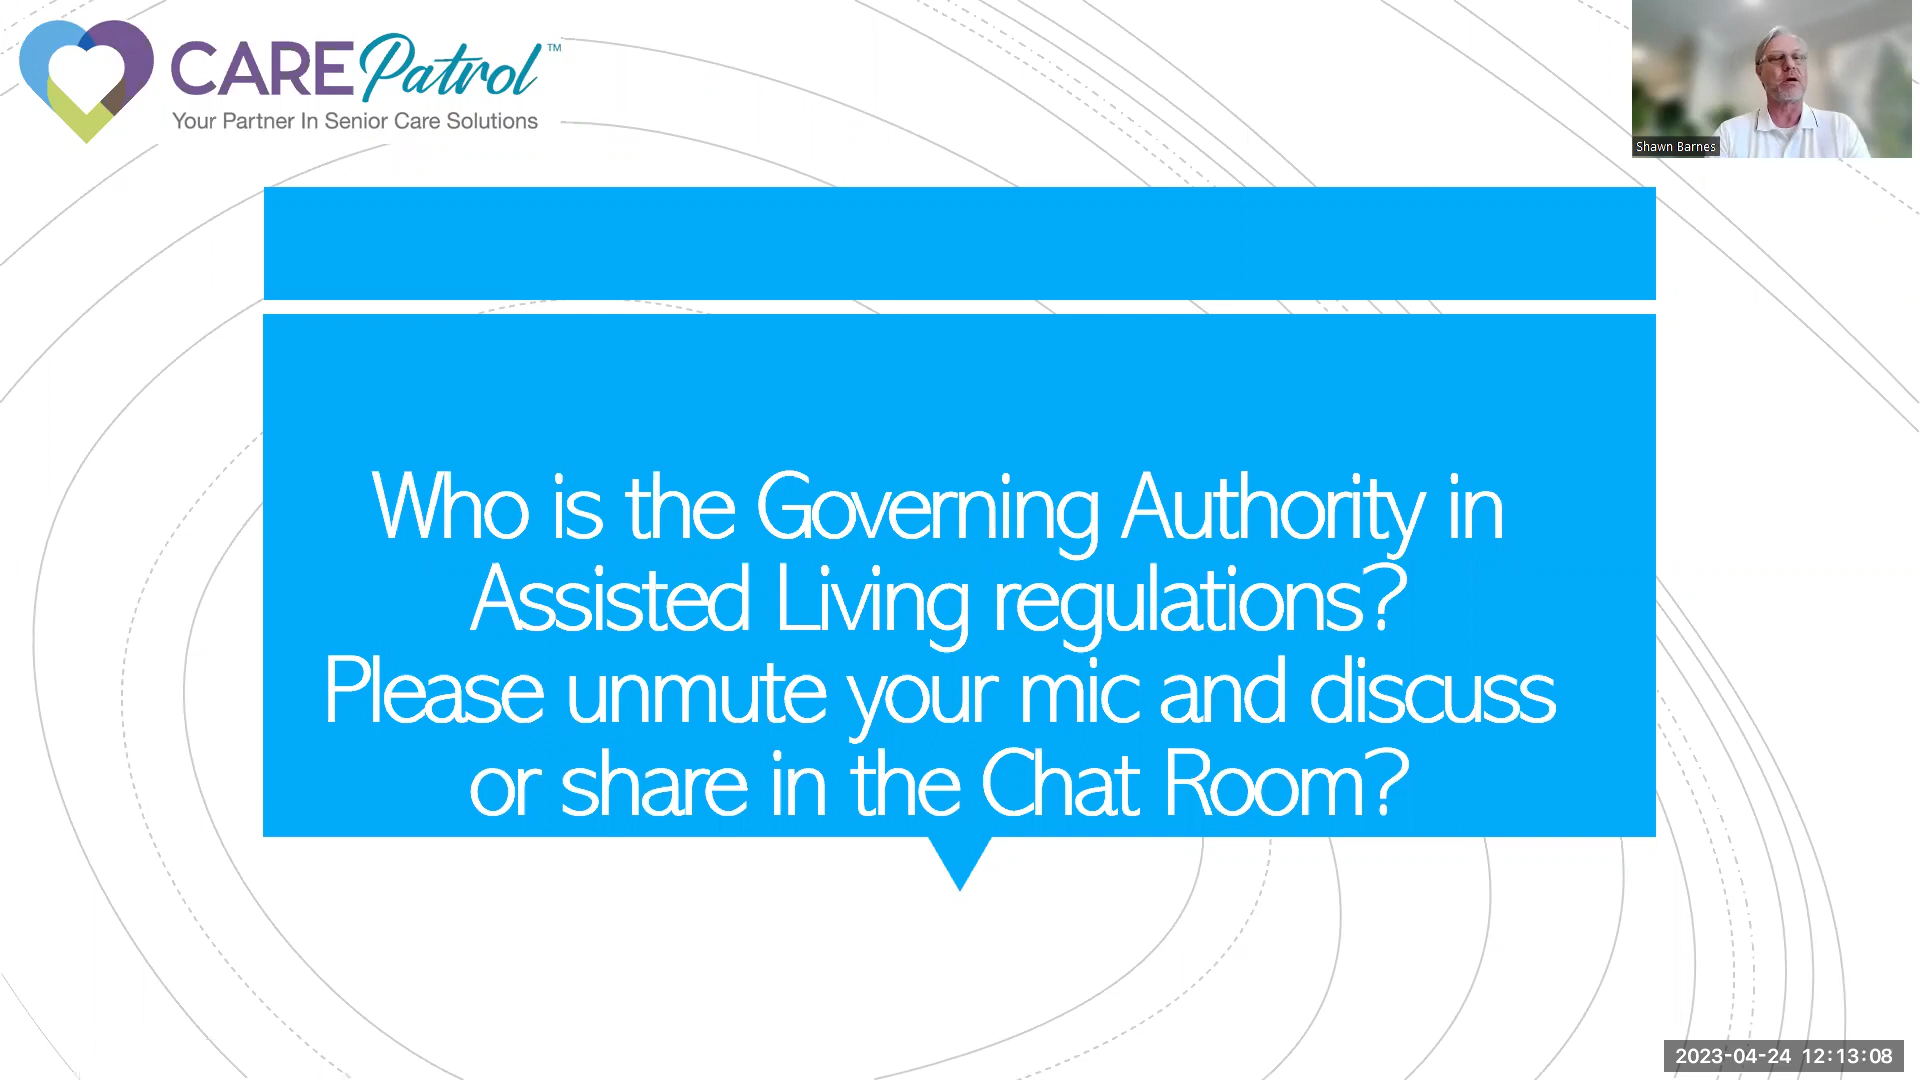 CAREPatrol™
Your Partner In Senior Care Solutions
Shawn Barnes
Who is the Governing Authority in
Assisted Living regulations?
Please unmute your mic and discuss
or share in the Chat Room?
2023-04-24 12:13:08